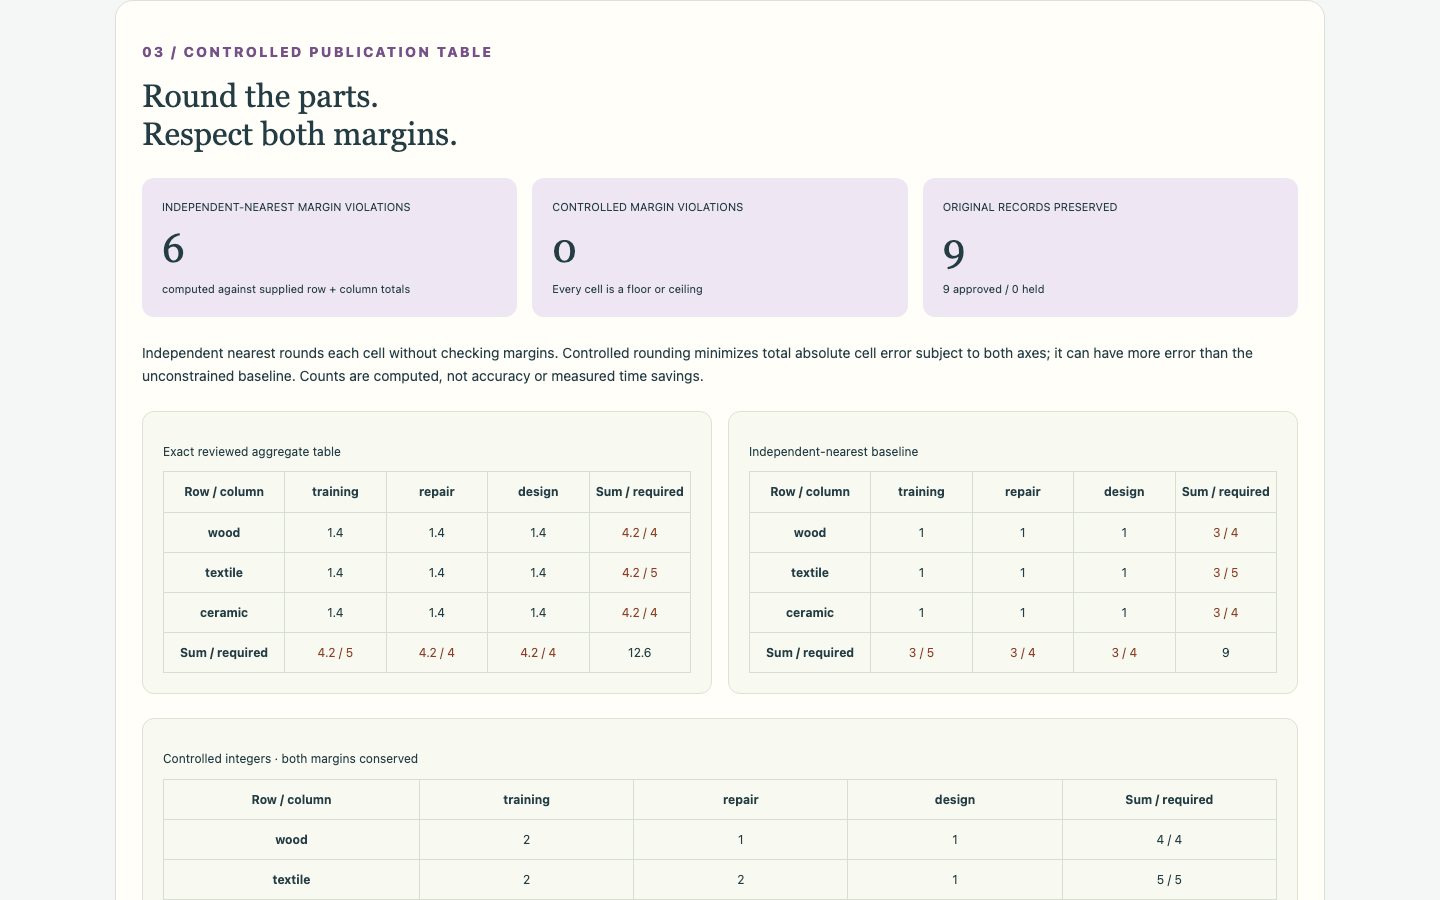 03 / CONTROLLED PUBLICATION TABLE
Round the parts.
Respect both margins.
INDEPENDENT-NEAREST MARGIN VIOLATIONS
6
computed against supplied row + column totals
CONTROLLED MARGIN VIOLATIONS
0
Every cell is a floor or ceiling
ORIGINAL RECORDS PRESERVED
9
9 approved / 0 held
Independent nearest rounds each cell without checking margins. Controlled rounding minimizes total absolute cell error subject to both axes; it can have more error than the
unconstrained baseline. Counts are computed, not accuracy or measured time savings.
Exact reviewed aggregate table
Row / column training repair design Sum / required
wood 1.4 1.4 1.4 4.2 / 4
textile 1.4 1.4 1.4 4.2 / 5
ceramic 1.4 1.4 1.4 4.2 / 4
Sum / required 4.2 / 5 4.2 / 4 4.2 / 4 12.6
Independent-nearest baseline
Row / column training repair design Sum / required
wood 1 1 1 3 / 4
textile 1 1 1 3 / 5
ceramic 1 1 1 3 / 4
Sum / required 3 / 5 3 / 4 3 / 4 9
Controlled integers · both margins conserved
Row / column training repair design Sum / required
wood 2 1 1 4 / 4
textile 2 2 1 5 / 5